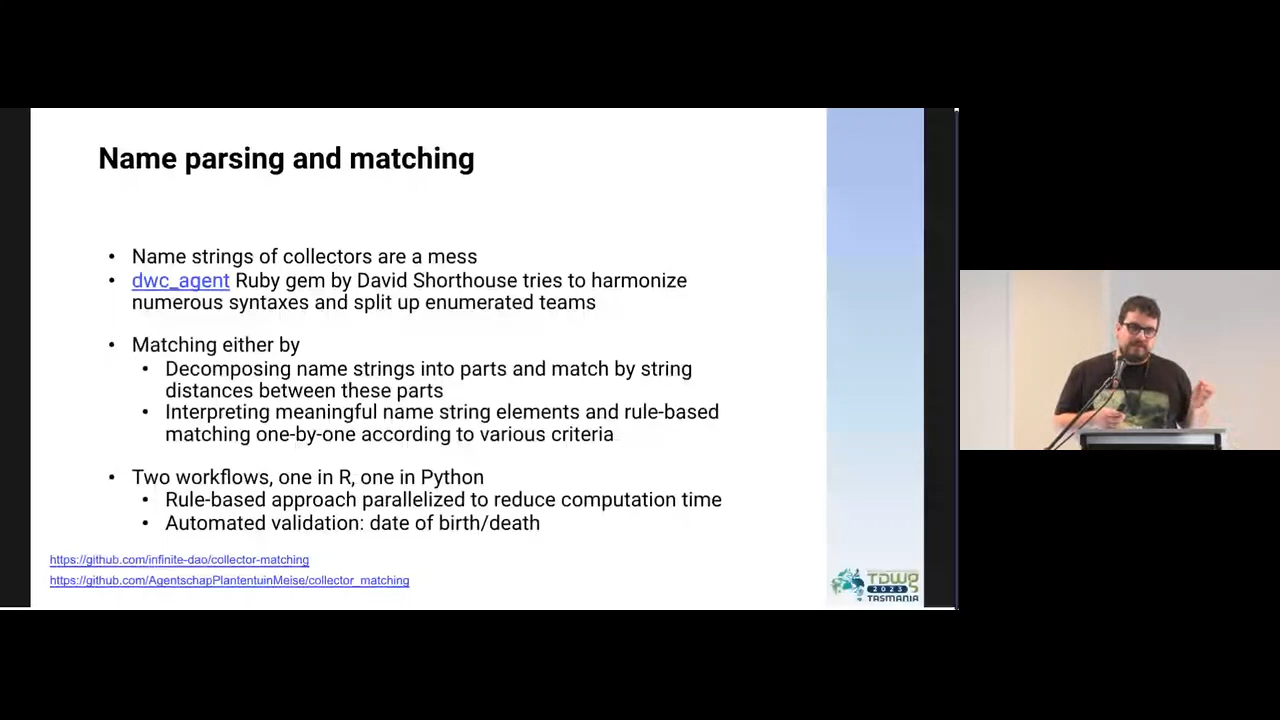 Name parsing and matching
• Name strings of collectors are a mess
• dwc_agent Ruby gem by David Shorthouse tries to harmonize
numerous syntaxes and split up enumerated teams
• Matching either by
• Decomposing name strings into parts and match by string
distances between these parts
• Interpreting meaningful name string elements and rule-based
matching one-by-one according to various criteria
• Two workflows, one in R, one in Python
• Rule-based approach parallelized to reduce computation time
• Automated validation: date of birth/death
https://github.com/infinite-dao/collector-matching
https://github.com/AgentschapPlantentuinMeise/collector_matching
TDWG
2023
TASMANIA